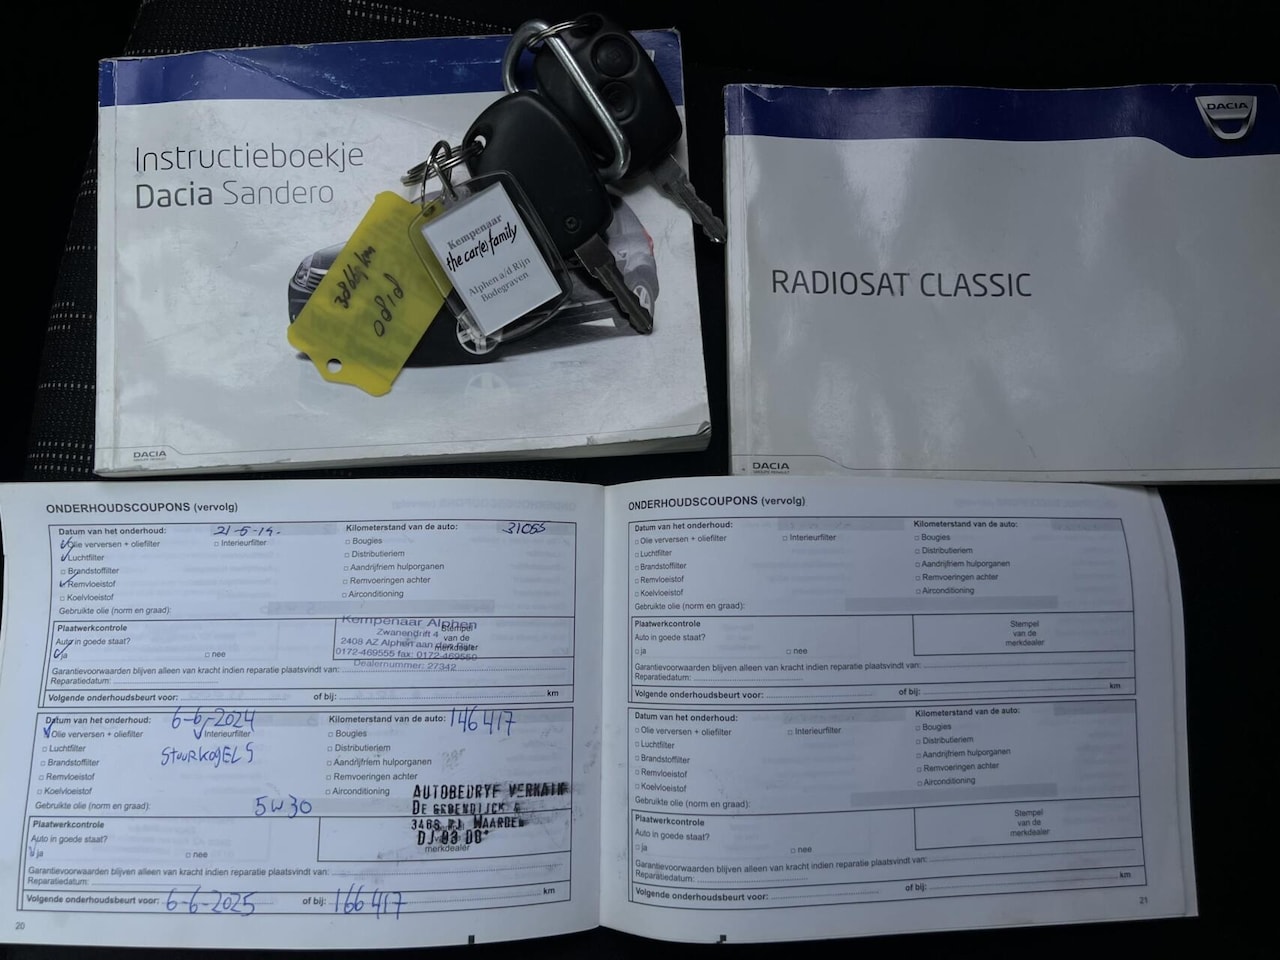 Instructieboekje
Dacia Sandero
DACIA
GROUPE RENAULT
Kempenaar
the car(e) family
Alphen a/d Rijn
Bodegraven
DACIA
RADIOSAT CLASSIC
DACIA
GROUPE RENAULT
ONDERHOUDSCOUPONS (vervolg)
Datum van het onderhoud: 21-5-14.
Kilometerstand van de auto: 31055
Olie verversen + oliefilter
Interieurfilter
Bougies
Luchtfilter
Distributieriem
Brandstoffilter
Aandrijfriem hulporganen
Remvloeistof
Remvoeringen achter
Koelvloeistof
Airconditioning
Gebruikte olie (norm en graad):
Plaatwerkcontrole
Auto in goede staat?
ja
nee
Stempel
van de
merkdealer
Kempenaar Alphen
Zwanendrift 4
2408 AZ Alphen aan den Rijn
0172-469555 fax: 0172-469560
Dealernummer: 27342
Garantievoorwaarden blijven alleen van kracht indien reparatie plaatsvindt van:
Reparatiedatum:
Volgende onderhoudsbeurt voor:
of bij:
km
Datum van het onderhoud: 6-6-2024
Kilometerstand van de auto: 146417
Olie verversen + oliefilter
Interieurfilter
Bougies
Luchtfilter
STUURKOGELS
Distributieriem
Brandstoffilter
Aandrijfriem hulporganen
Remvloeistof
Remvoeringen achter
Koelvloeistof
Airconditioning
Gebruikte olie (norm en graad): 5W30
AUTOBEDRYF VERKAIK
Plaatwerkcontrole
Auto in goede staat?
ja
nee
merkdealer
Garantievoorwaarden blijven alleen van kracht indien reparatie plaatsvindt van:
Reparatiedatum:
Volgende onderhoudsbeurt voor: 6-6-2025
of bij: 166417
km
20
ONDERHOUDSCOUPONS (vervolg)
Datum van het onderhoud:
Kilometerstand van de auto:
Olie verversen + oliefilter
Interieurfilter
Bougies
Luchtfilter
Distributieriem
Brandstoffilter
Aandrijfriem hulporganen
Remvloeistof
Remvoeringen achter
Koelvloeistof
Airconditioning
Gebruikte olie (norm en graad):
Plaatwerkcontrole
Auto in goede staat?
ja
nee
Stempel
van de
merkdealer
Garantievoorwaarden blijven alleen van kracht indien reparatie plaatsvindt van:
Reparatiedatum:
Volgende onderhoudsbeurt voor:
of bij:
km
Datum van het onderhoud:
Kilometerstand van de auto:
Olie verversen + oliefilter
Interieurfilter
Bougies
Luchtfilter
Distributieriem
Brandstoffilter
Aandrijfriem hulporganen
Remvloeistof
Remvoeringen achter
Koelvloeistof
Airconditioning
Gebruikte olie (norm en graad):
Plaatwerkcontrole
Auto in goede staat?
ja
nee
Stempel
van de
merkdealer
Garantievoorwaarden blijven alleen van kracht indien reparatie plaatsvindt van:
Reparatiedatum:
Volgende onderhoudsbeurt voor:
of bij:
km
21